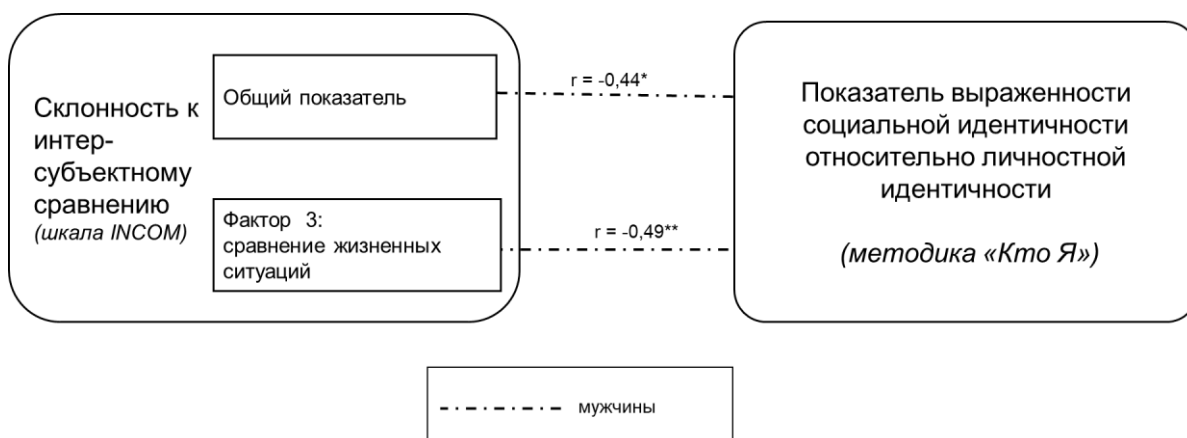 Склонность к
интер-
субъектному
сравнению
(шкала INCOM)
Общий показатель
Фактор 3:
сравнение жизненных
ситуаций
r = -0,44*
r = -0,49**
Показатель выраженности
социальной идентичности
относительно личностной
идентичности
(методика «Кто Я»)
мужчины